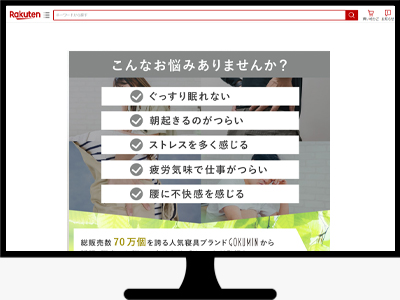 Rakuten
キーワードから探す
買い物かご お知らせ
こんなお悩みありませんか？
ぐっすり眠れない
朝起きるのがつらい
ストレスを多く感じる
疲労気味で仕事がつらい
腰に不快感を感じる
総販売数70万個を誇る人気寝具ブランドGOKUMINから